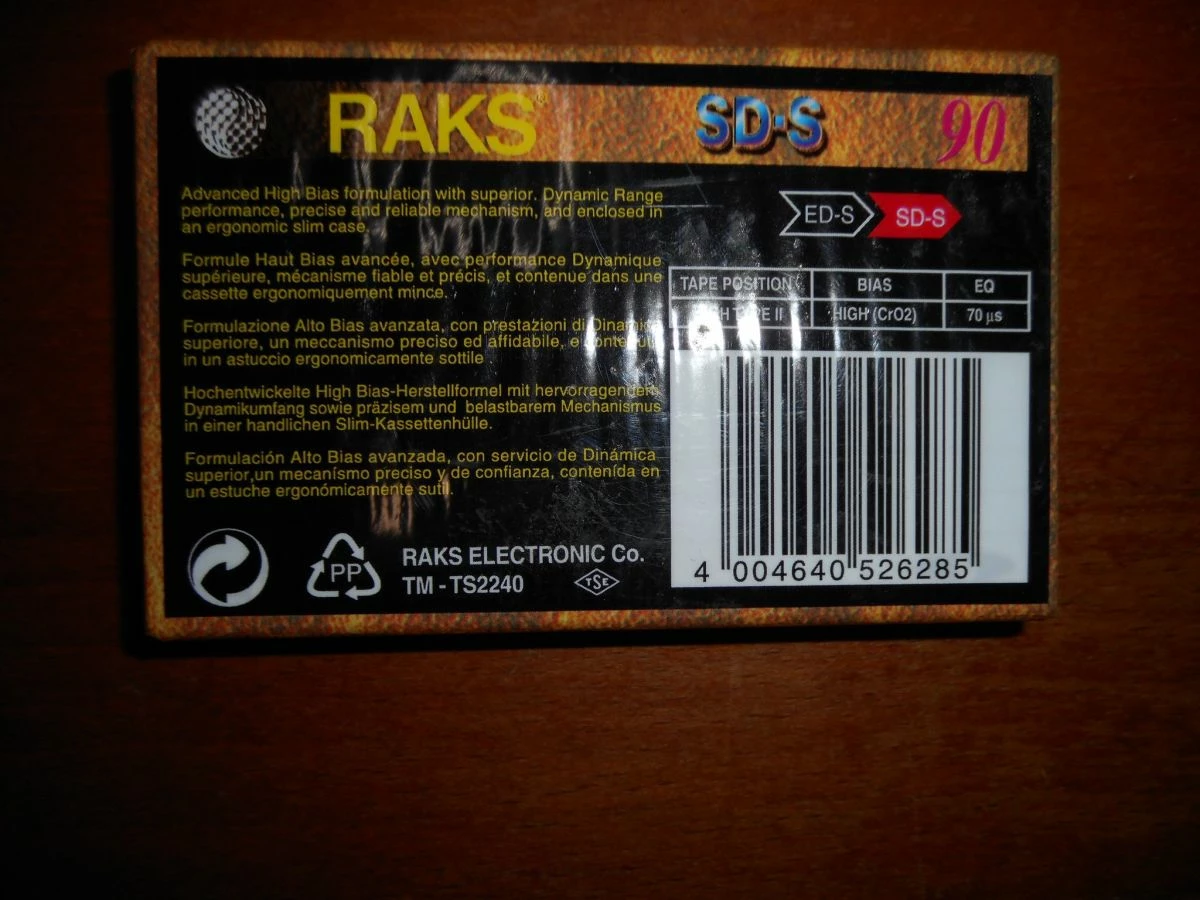 RAKS® SD·S 90
Advanced High Bias formulation with superior. Dynamic Range
performance, precise and reliable mechanism, and enclosed in
an ergonomic slim case.
Formule Haut Bias avancée, avec performance Dynamique
supérieure, mécanisme fiable et précis, et contenue dans une
cassette ergonomiquement mince.
Formulazione Alto Bias avanzata, con prestazioni di Dinamica
superiore, un meccanismo preciso ed affidabile, e
in un astuccio ergonomicamente sottile
Hochentwickelte High Bias-Herstellformel mit hervorragendem
Dynamikumfang sowie präzisem und belastbarem Mechanismus
in einer handlichen Slim-Kassettenhülle.
Formulación Alto Bias avanzada, con servicio de Dinámica
superior,un mecanísmo preciso y de confianza, contenída en
un estuche ergonómicamente sutil.
PP
RAKS ELECTRONIC Co.
TM - TS2240
TSE
ED-S SD-S
TAPE POSITION BIAS EQ
II HIGH (CrO2) 70 µs
4 004640 526285